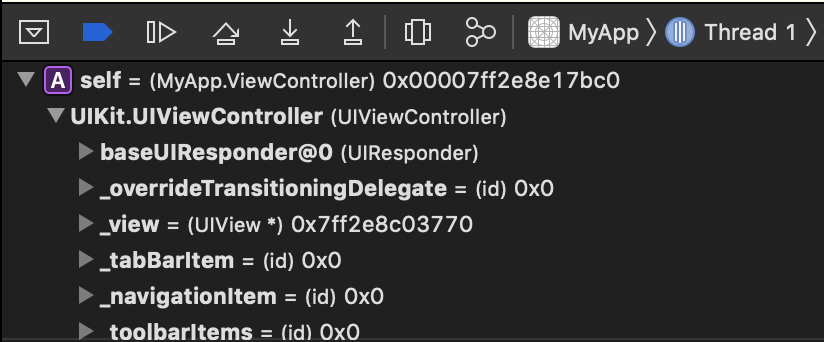 MyApp Thread 1
A self = (MyApp.ViewController) 0x00007ff2e8e17bc0
UIKit.UIViewController (UIViewController)
baseUIResponder@0 (UIResponder)
_overrideTransitioningDelegate = (id) 0x0
_view = (UIView *) 0x7ff2e8c03770
_tabBarItem = (id) 0x0
_navigationItem = (id) 0x0
_toolbarItems = (id) 0x0